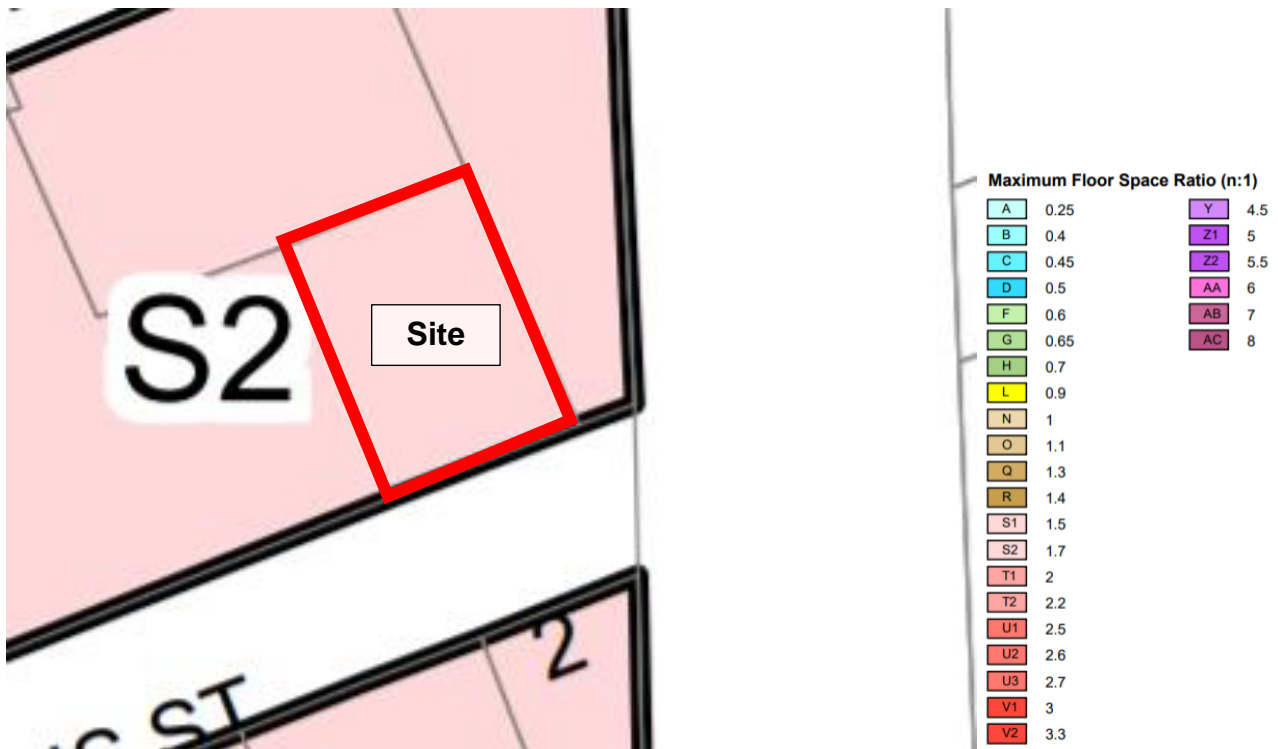 S2
Site
2
ST
Maximum Floor Space Ratio (n:1)
A 0.25
B 0.4
C 0.45
D 0.5
F 0.6
G 0.65
H 0.7
L 0.9
N 1
O 1.1
Q 1.3
R 1.4
S1 1.5
S2 1.7
T1 2
T2 2.2
U1 2.5
U2 2.6
U3 2.7
V1 3
V2 3.3
Y 4.5
Z1 5
Z2 5.5
AA 6
AB 7
AC 8